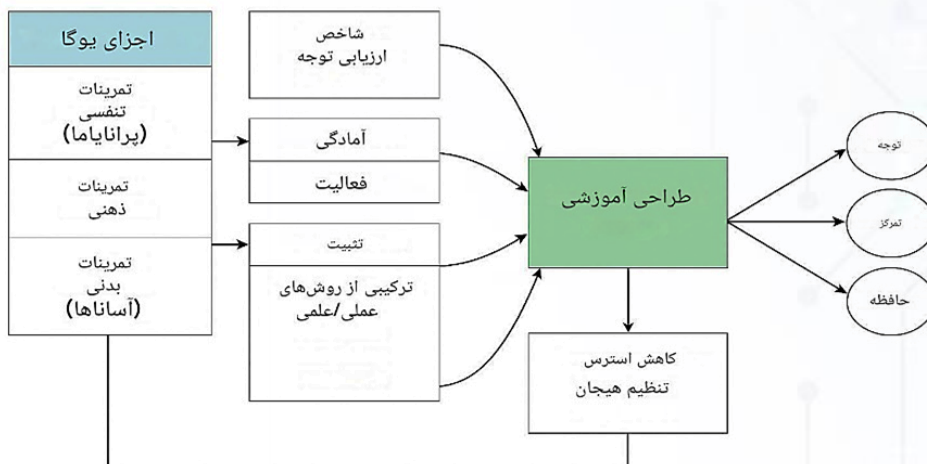 اجزای یوگا
تمرینات
تنفسی
(پرانایاما)
تمرینات
ذهنی
تمرینات
بدنی
(آساناها)
شاخص
ارزیابی توجه
آمادگی
فعالیت
تثبیت
ترکیبی از روش‌های
عملی/علمی
طراحی آموزشی
کاهش استرس
تنظیم هیجان
توجه
تمرکز
حافظه